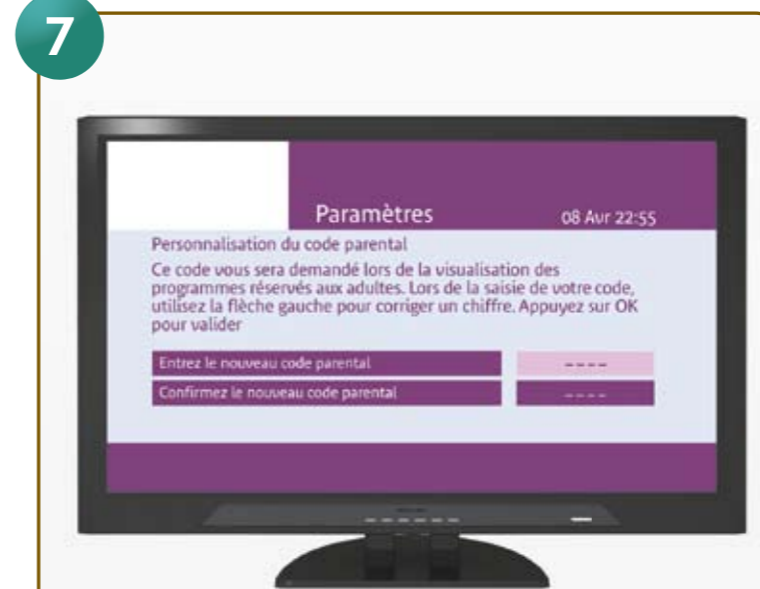 7
Paramètres
08 Avr 22:55
Personnalisation du code parental
Ce code vous sera demandé lors de la visualisation des
programmes réservés aux adultes. Lors de la saisie de votre code,
utilisez la flèche gauche pour corriger un chiffre. Appuyez sur OK
pour valider
Entrez le nouveau code parental ----
Confirmez le nouveau code parental ----